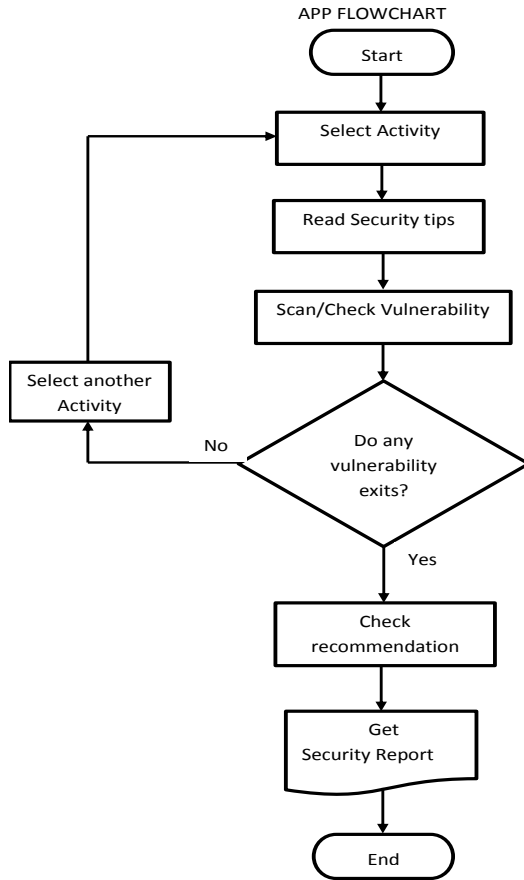 APP FLOWCHART
Start
Select Activity
Read Security tips
Scan/Check Vulnerability
Select another
Activity
No
Do any
vulnerability
exits?
Yes
Check
recommendation
Get
Security Report
End